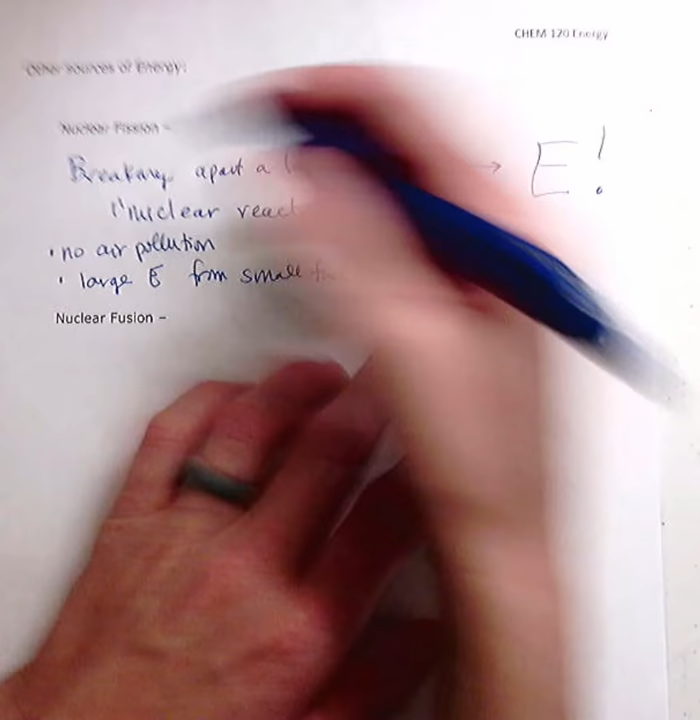 CHEM 120 Energy
Other sources of Energy:
Nuclear Fission –
Breaking apart a
→ E!
nuclear
• no air pollution
• large E from small
Nuclear Fusion –